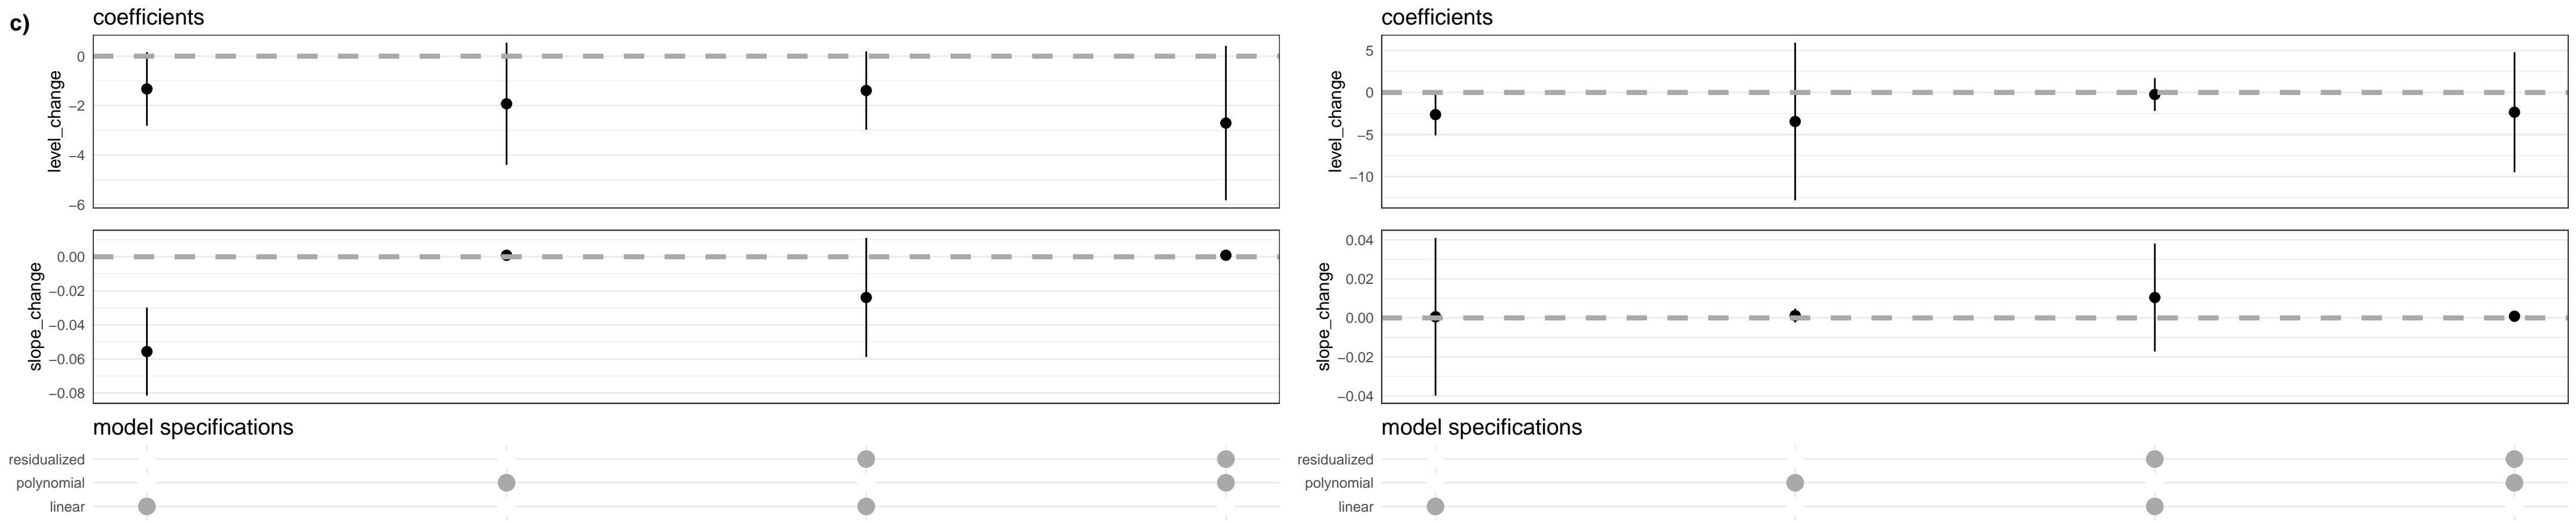 c)
coefficients
level_change
0
−2
−4
−6
slope_change
0.00
−0.02
−0.04
−0.06
−0.08
model specifications
residualized
polynomial
linear
coefficients
level_change
5
0
−5
−10
slope_change
0.04
0.02
0.00
−0.02
−0.04
model specifications
residualized
polynomial
linear